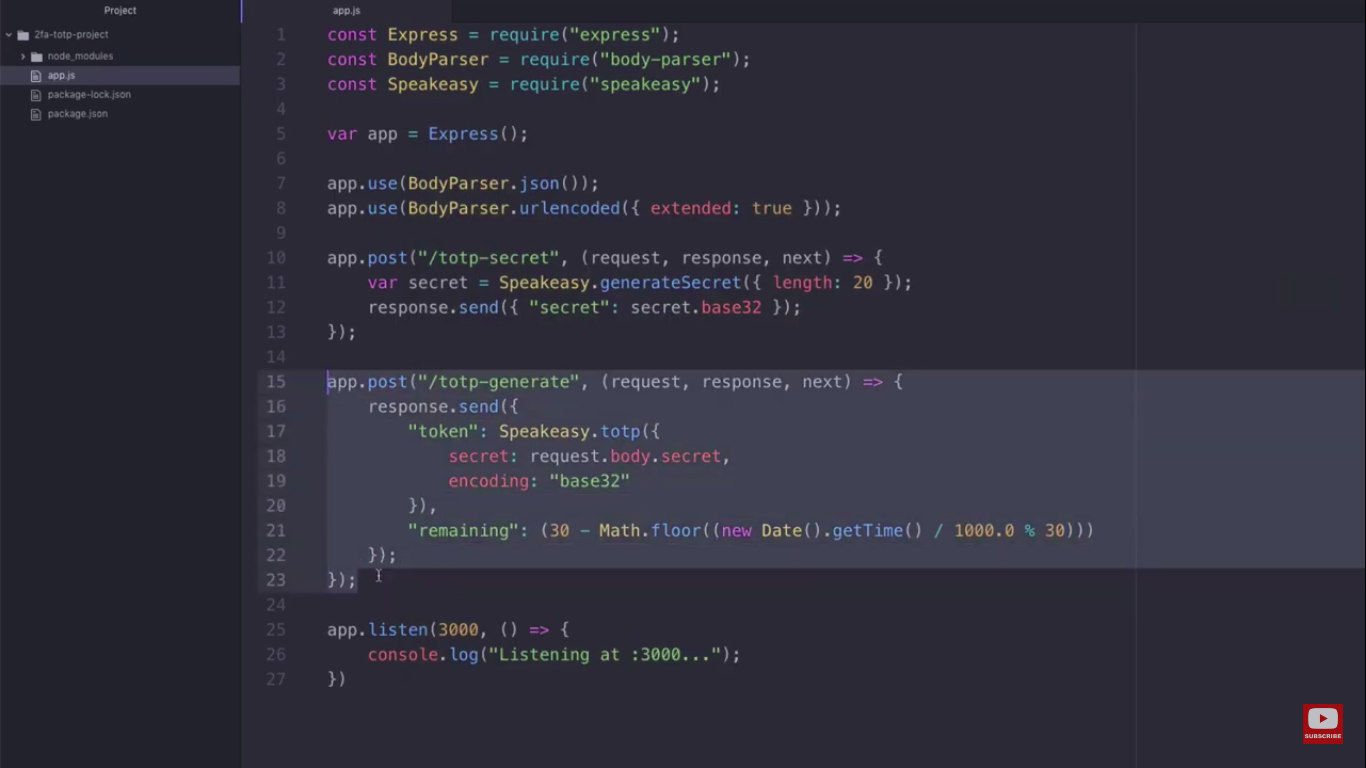 Project
2fa-totp-project
node_modules
app.js
package-lock.json
package.json
app.js
1 const Express = require("express");
2 const BodyParser = require("body-parser");
3 const Speakeasy = require("speakeasy");
4
5 var app = Express();
6
7 app.use(BodyParser.json());
8 app.use(BodyParser.urlencoded({ extended: true }));
9
10 app.post("/totp-secret", (request, response, next) => {
11     var secret = Speakeasy.generateSecret({ length: 20 });
12     response.send({ "secret": secret.base32 });
13 });
14
15 app.post("/totp-generate", (request, response, next) => {
16     response.send({
17         "token": Speakeasy.totp({
18             secret: request.body.secret,
19             encoding: "base32"
20         }),
21         "remaining": (30 - Math.floor((new Date().getTime() / 1000.0 % 30)))
22     });
23 });
24
25 app.listen(3000, () => {
26     console.log("Listening at :3000...");
27 })
SUBSCRIBE